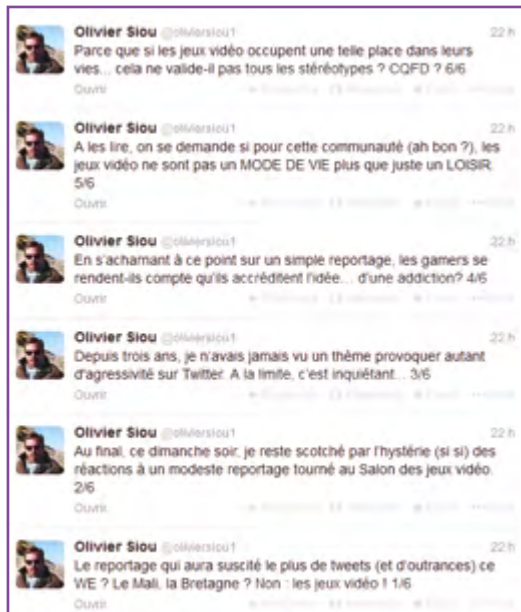 Olivier Siou @oliviersiou1 22 h
Parce que si les jeux vidéo occupent une telle place dans leurs
vies... cela ne valide-il pas tous les stéréotypes ? CQFD ? 6/6
Ouvrir
Olivier Siou @oliviersiou1 22 h
A les lire, on se demande si pour cette communauté (ah bon ?), les
jeux vidéo ne sont pas un MODE DE VIE plus que juste un LOISIR.
5/6
Ouvrir
Olivier Siou @oliviersiou1 22 h
En s'acharnant à ce point sur un simple reportage, les gamers se
rendent-ils compte qu'ils accréditent l'idée... d'une addiction? 4/6
Ouvrir
Olivier Siou @oliviersiou1 22 h
Depuis trois ans, je n'avais jamais vu un thème provoquer autant
d'agressivité sur Twitter. A la limite, c'est inquiétant... 3/6
Ouvrir
Olivier Siou @oliviersiou1 22 h
Au final, ce dimanche soir, je reste scotché par l'hystérie (si si) des
réactions à un modeste reportage tourné au Salon des jeux vidéo.
2/6
Ouvrir
Olivier Siou @oliviersiou1 22 h
Le reportage qui aura suscité le plus de tweets (et d'outrances) ce
WE ? Le Mali, la Bretagne ? Non : les jeux vidéo ! 1/6
Ouvrir